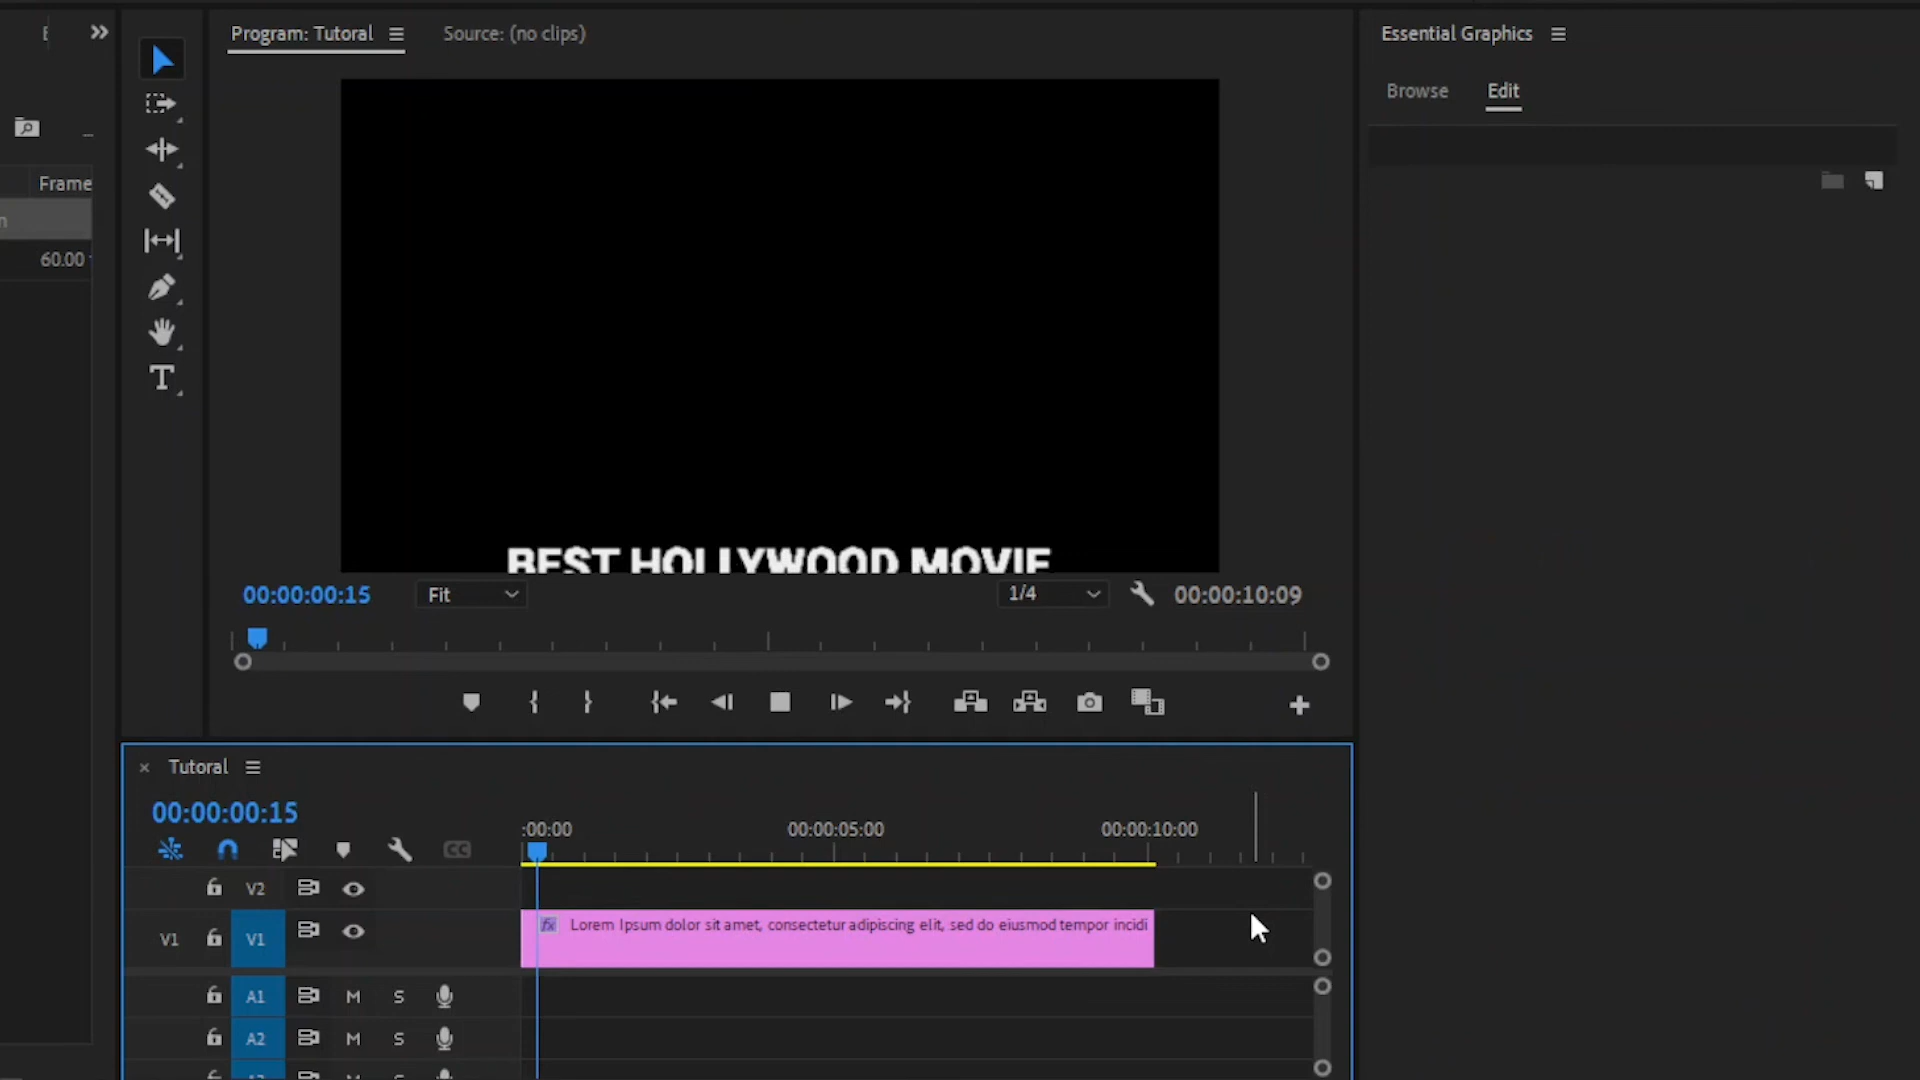 Program: Tutoral
Source: (no clips)
Essential Graphics
Browse
Edit
Frame
60.00
BEST HOLLYWOOD MOVIE
00:00:00:15
Fit
1/4
00:00:10:09
Tutoral
00:00:00:15
:00:00
00:00:05:00
00:00:10:00
CC
V2
V1
V1
fx
Lorem Ipsum dolor sit amet, consectetur adipiscing elit, sed do eiusmod tempor incidi
A1
M
S
A2
M
S